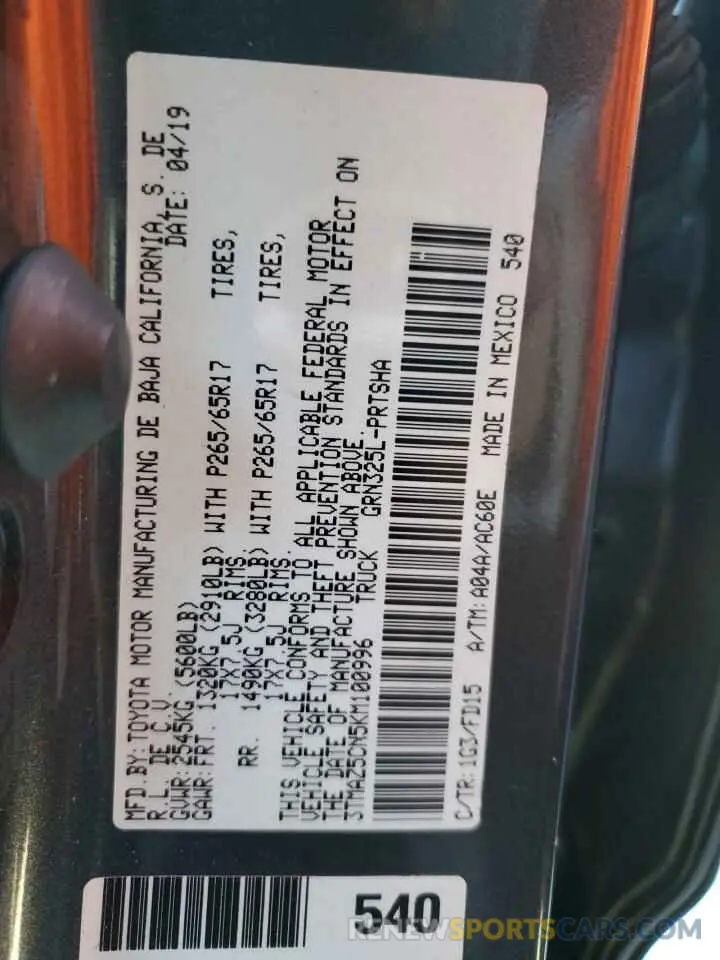 MFD.BY: TOYOTA MOTOR MANUFACTURING DE BAJA CALIFORNIA, S. DE
R. L. DE C.V. DATE: 04/19
GVWR: 2545KG (5600LB)
GAWR: FRT. 1320KG (2910LB) WITH P265/65R17 TIRES,
17X7.5J RIMS,
RR. 1490KG (3280LB) WITH P265/65R17 TIRES,
17X7.5J RIMS.
THIS VEHICLE CONFORMS TO ALL APPLICABLE FEDERAL MOTOR
VEHICLE SAFETY AND THEFT PREVENTION STANDARDS IN EFFECT ON
THE DATE OF MANUFACTURE SHOWN ABOVE.
3TMAZ5CN5KM100996 TRUCK GRN325L-PRTSHA
C/TR: 1G3/FD15 A/TM: A04A/AC60E MADE IN MEXICO 540
540
RENEWSPORTSCARS.COM